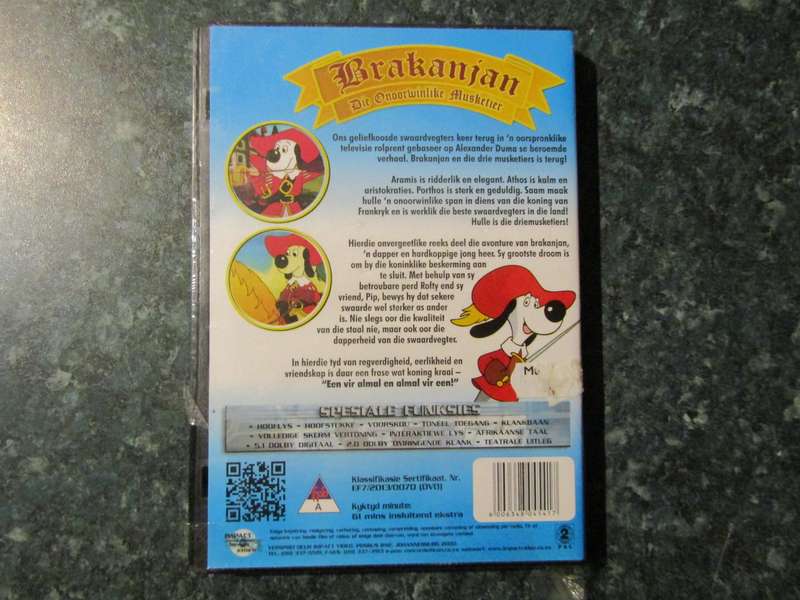 Brakanjan
Die Onoorwinlike Musketier
Ons geliefkoosde swaardvegters keer terug in 'n oorspronklike
televisie rolprent gebaseer op Alexander Duma se beroemde
verhaal. Brakanjan en die drie musketiers is terug!
Aramis is ridderlik en elegant. Athos is kalm en
aristokraties. Porthos is sterk en geduldig. Saam maak
hulle 'n onoorwinlike span in diens van die koning van
Frankryk en is werklik die beste swaardvegters in die land!
Hulle is die driemusketiers!
Hierdie onvergeetlike reeks deel die avonture van brakanjan,
'n dapper en hardkoppige jong heer. Sy grootste droom is
om by die koninklike beskerming aan
te sluit. Met behulp van sy
betroubare perd Rofty end sy
vriend, Pip, bewys hy dat sekere
swaarde wel sterker as ander
is. Nie slegs oor die kwaliteit
van die staal nie, maar ook oor die
dapperheid van die swaardvegter.
In hierdie tyd van regverdigheid, eerlikheid en
vriendskap is daar een frase wat koning kraai –
"Een vir almal en almal vir een!"
SPESIALE FUNKSIES
• HOOFLYS • HOOFSTUKKE • VOORSKOU • TONEEL TOEGANG • KLANKBAAN
• VOLLEDIGE SKERM VERTONING • INTERAKTIEWE LYS • AFRIKAANSE TAAL
• 5.1 DOLBY DIGITAAL • 2.0 DOLBY OMRINGENDE KLANK • TEATRALE UITLEG
A
Klassifikasie Sertifikaat. Nr.
EF7/2013/0070 (DVD)
Kyktyd minute:
61 mins insluitend ekstra
6006343045417
IMPACT
2
PAL